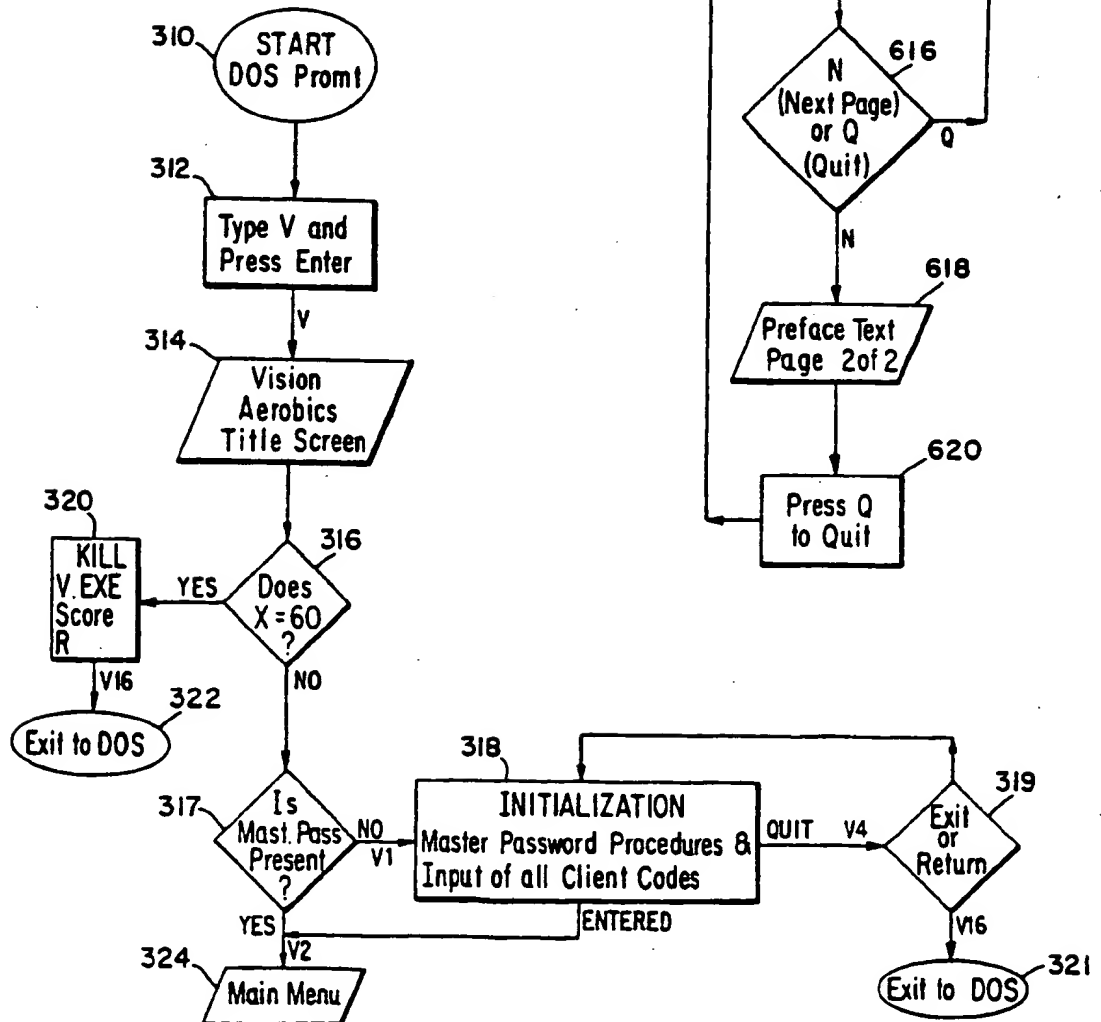 310
START
DOS Promt
312
Type V and
Press Enter
V
314
Vision
Aerobics
Title Screen
320
KILL
V.EXE
Score
R
YES
316
Does
X=60
?
NO
V16
322
Exit to DOS
317
Is
Mast. Pass
Present
?
NO
V1
318
INITIALIZATION
Master Password Procedures &
Input of all Client Codes
QUIT V4
319
Exit
or
Return
ENTERED
YES
V2
V16
324
Main Menu
321
Exit to DOS
616
N
(Next Page)
or Q
(Quit)
Q
N
618
Preface Text
Page 2of2
620
Press Q
to Quit